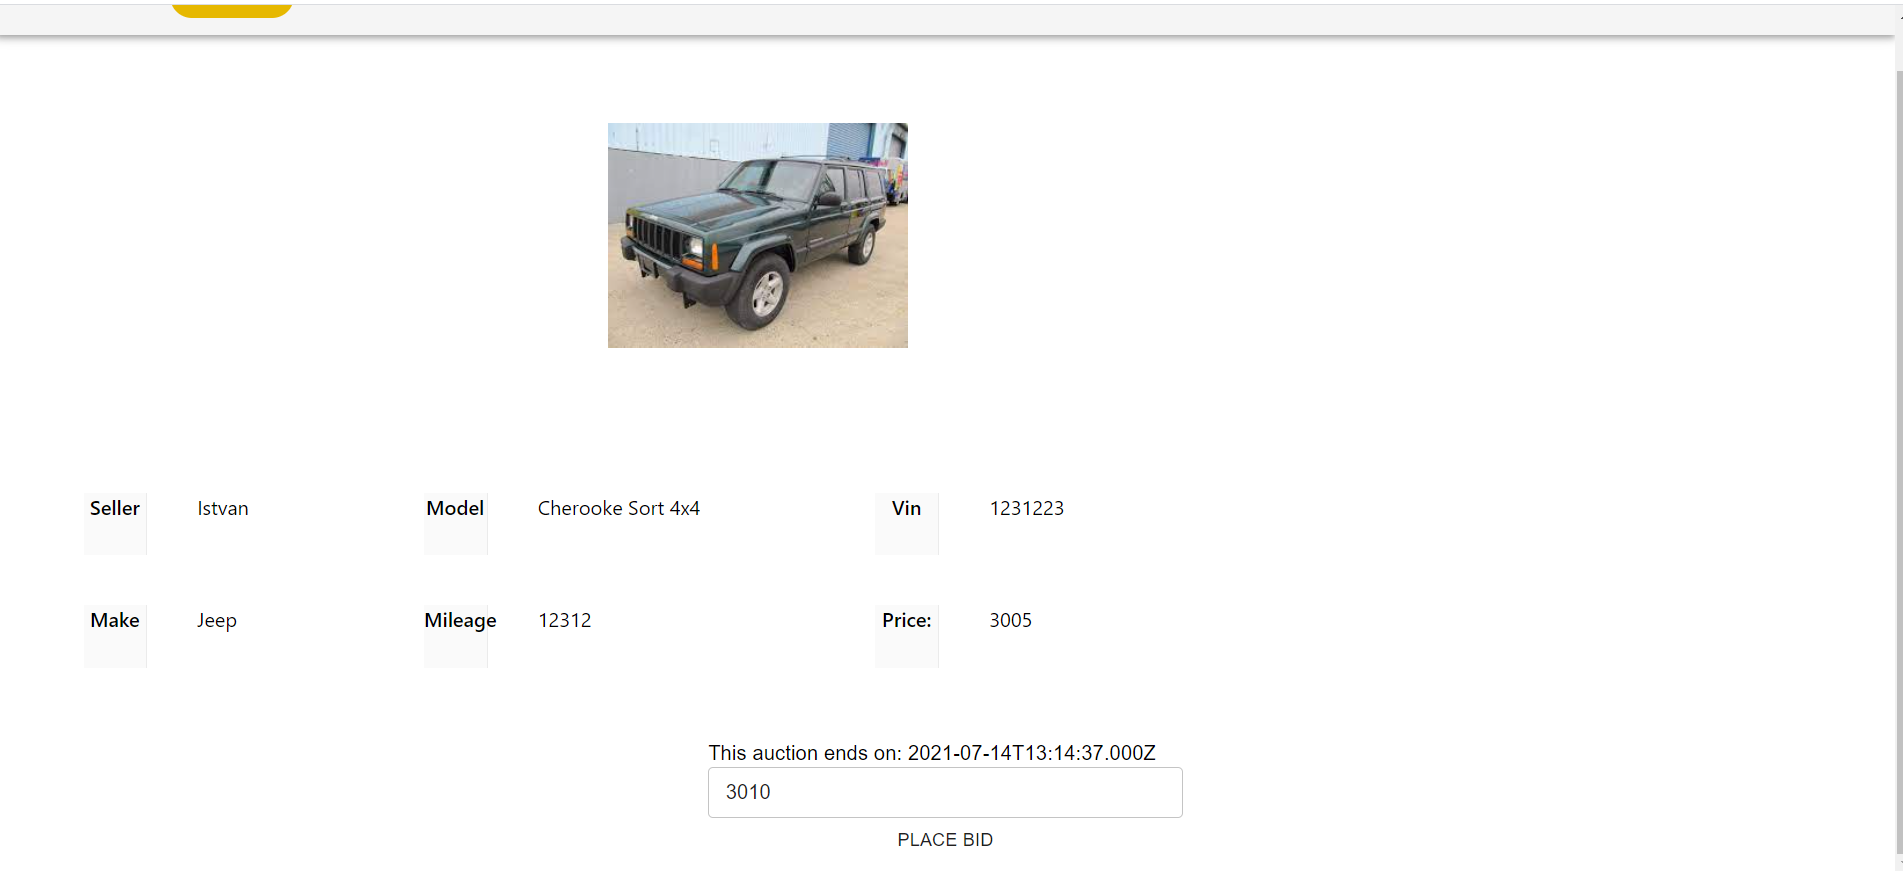 Seller Istvan Model Cherooke Sort 4x4 Vin 1231223
Make Jeep Mileage 12312 Price: 3005
This auction ends on: 2021-07-14T13:14:37.000Z
3010
PLACE BID